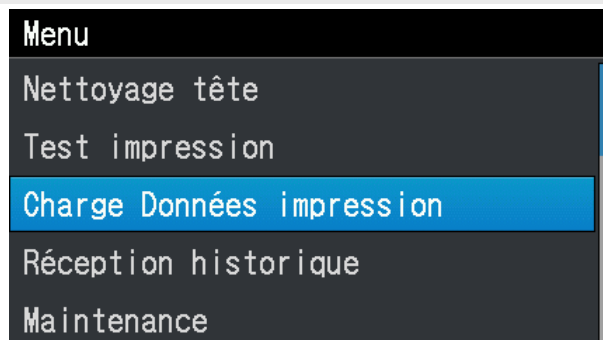 Menu
Nettoyage tête
Test impression
Charge Données impression
Réception historique
Maintenance